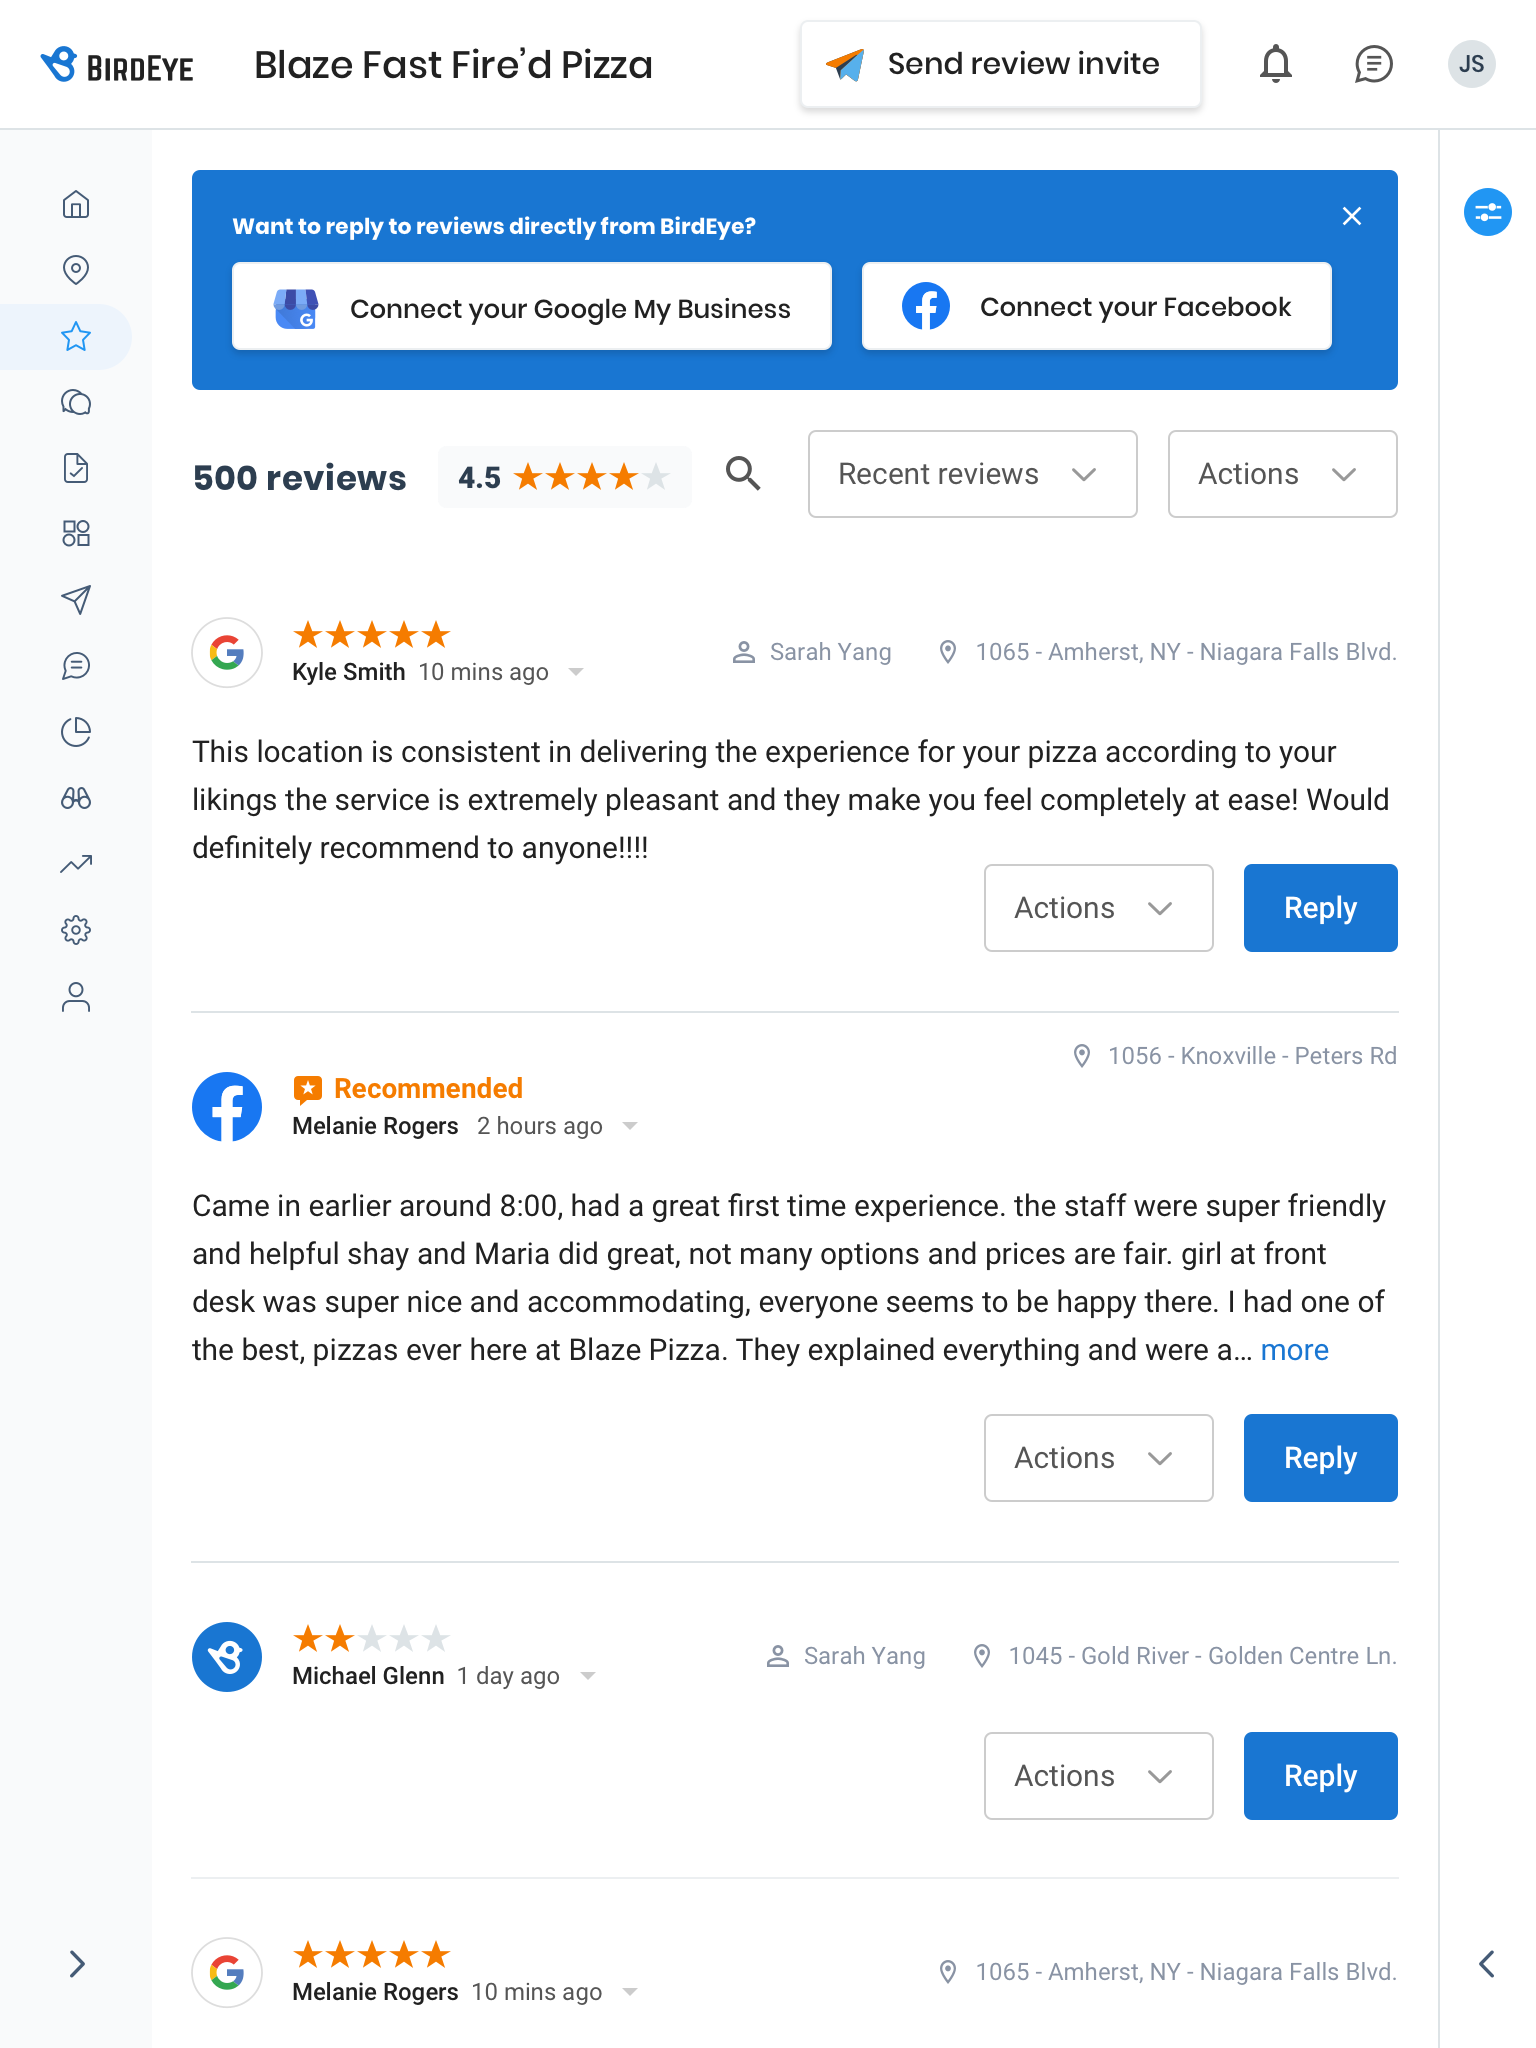 BIRDEYE
Blaze Fast Fire’d Pizza
Send review invite
JS
Want to reply to reviews directly from BirdEye?
Connect your Google My Business
Connect your Facebook
500 reviews
4.5
Recent reviews
Actions
Kyle Smith 10 mins ago
Sarah Yang
1065 - Amherst, NY - Niagara Falls Blvd.
This location is consistent in delivering the experience for your pizza according to your
likings the service is extremely pleasant and they make you feel completely at ease! Would
definitely recommend to anyone!!!!
Actions
Reply
1056 - Knoxville - Peters Rd
Recommended
Melanie Rogers 2 hours ago
Came in earlier around 8:00, had a great first time experience. the staff were super friendly
and helpful shay and Maria did great, not many options and prices are fair. girl at front
desk was super nice and accommodating, everyone seems to be happy there. I had one of
the best, pizzas ever here at Blaze Pizza. They explained everything and were a... more
Actions
Reply
Michael Glenn 1 day ago
Sarah Yang
1045 - Gold River - Golden Centre Ln.
Actions
Reply
Melanie Rogers 10 mins ago
1065 - Amherst, NY - Niagara Falls Blvd.